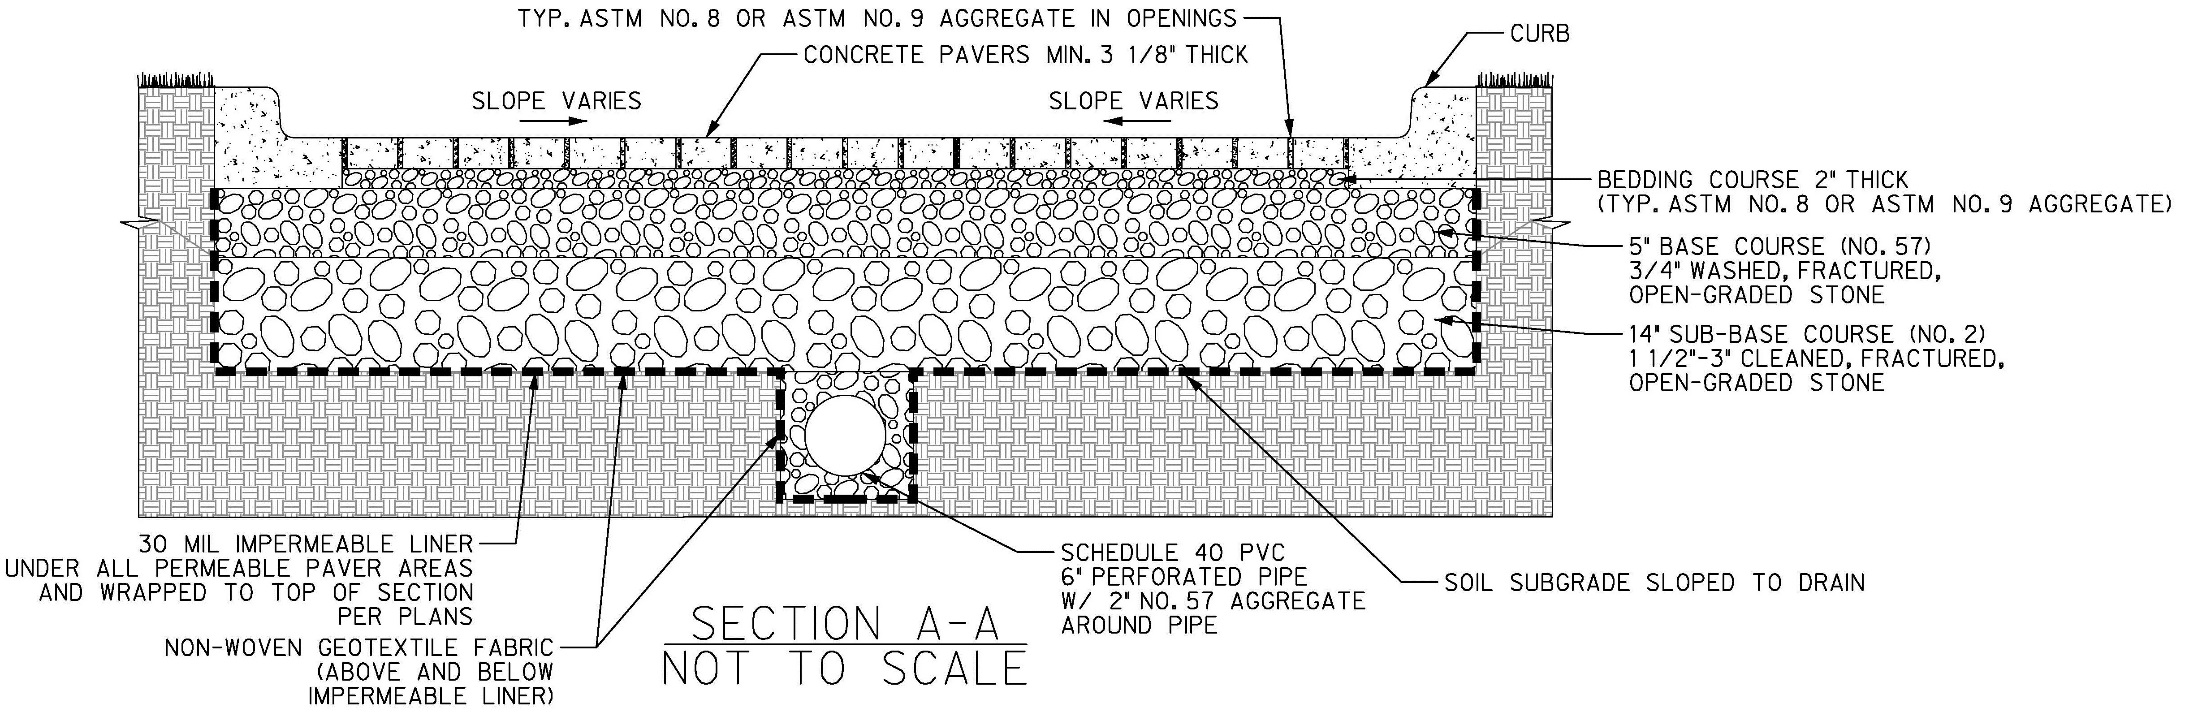 TYP. ASTM NO. 8 OR ASTM NO. 9 AGGREGATE IN OPENINGS
CONCRETE PAVERS MIN. 3 1/8" THICK
CURB
SLOPE VARIES
SLOPE VARIES
BEDDING COURSE 2" THICK
(TYP. ASTM NO. 8 OR ASTM NO. 9 AGGREGATE)
5" BASE COURSE (NO. 57)
3/4" WASHED, FRACTURED,
OPEN-GRADED STONE
14" SUB-BASE COURSE (NO. 2)
1 1/2"-3" CLEANED, FRACTURED,
OPEN-GRADED STONE
30 MIL IMPERMEABLE LINER
UNDER ALL PERMEABLE PAVER AREAS
AND WRAPPED TO TOP OF SECTION
PER PLANS
NON-WOVEN GEOTEXTILE FABRIC
(ABOVE AND BELOW
IMPERMEABLE LINER)
SCHEDULE 40 PVC
6" PERFORATED PIPE
W/ 2" NO. 57 AGGREGATE
AROUND PIPE
SOIL SUBGRADE SLOPED TO DRAIN
SECTION A-A
NOT TO SCALE